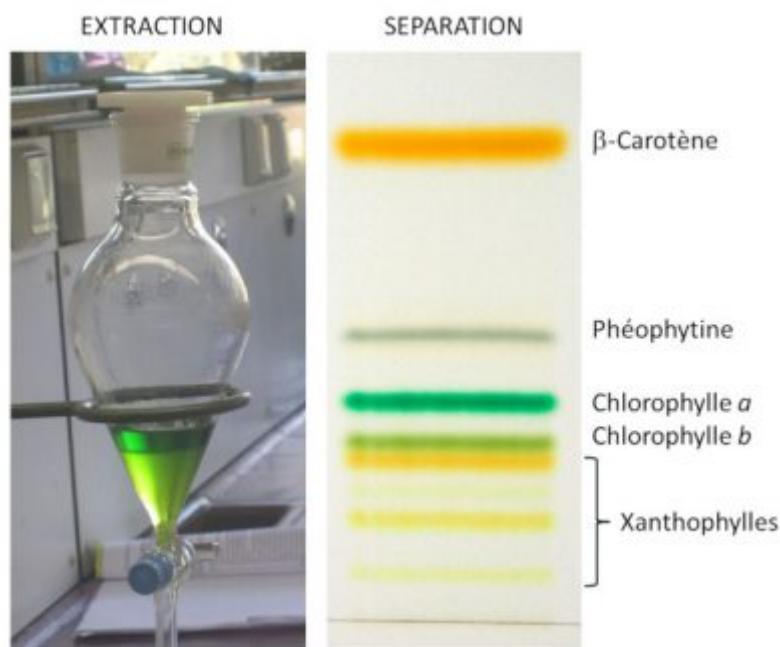 EXTRACTION
SEPARATION
β-Carotène
Phéophytine
Chlorophylle a
Chlorophylle b
Xanthophylles